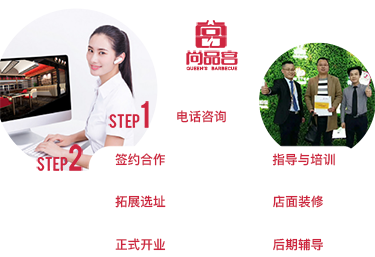 尚品宫
QUEEN'S BARBECUE
STEP1
电话咨询
STEP2
签约合作
指导与培训
拓展选址
店面装修
正式开业
后期辅导